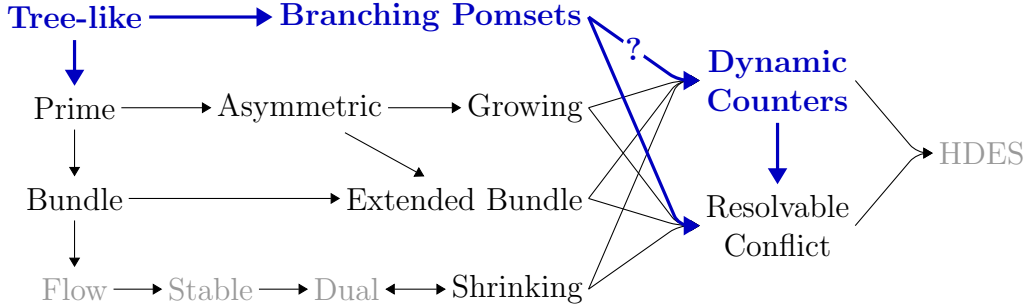 Tree-like
Branching Pomsets
?
Dynamic
Counters
Prime
Asymmetric
Growing
HDES
Bundle
Extended Bundle
Resolvable
Conflict
Flow
Stable
Dual
Shrinking